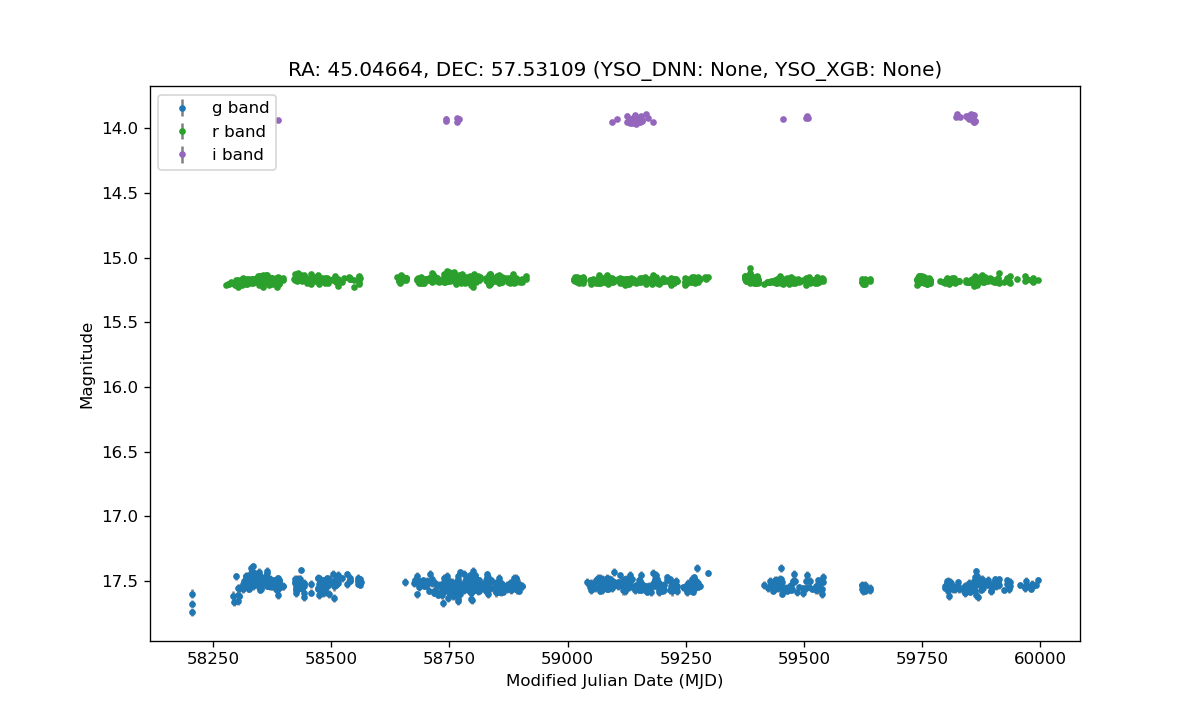 RA: 45.04664, DEC: 57.53109 (YSO_DNN: None, YSO_XGB: None)
g band
r band
i band
14.0
14.5
15.0
15.5
16.0
16.5
17.0
17.5
Magnitude
58250 58500 58750 59000 59250 59500 59750 60000
Modified Julian Date (MJD)